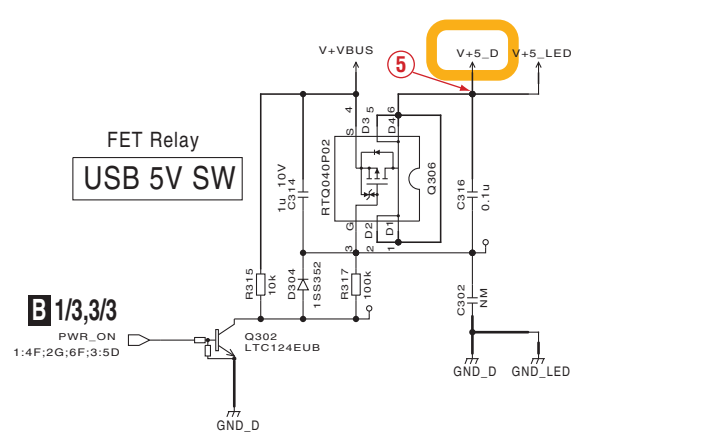 V+VBUS
V+5_D
V+5_LED
5
FET Relay
USB 5V SW
1u 10V
C314
S
4
D3
5
D4
6
RTQ040P02
Q306
C316
0.1u
G
3
D2
2
D1
1
R315
10k
D304
1SS352
R317
100k
C302
NM
B 1/3,3/3
PWR_ON
1:4F;2G;6F;3:5D
Q302
LTC124EUB
GND_D
GND_LED
GND_D